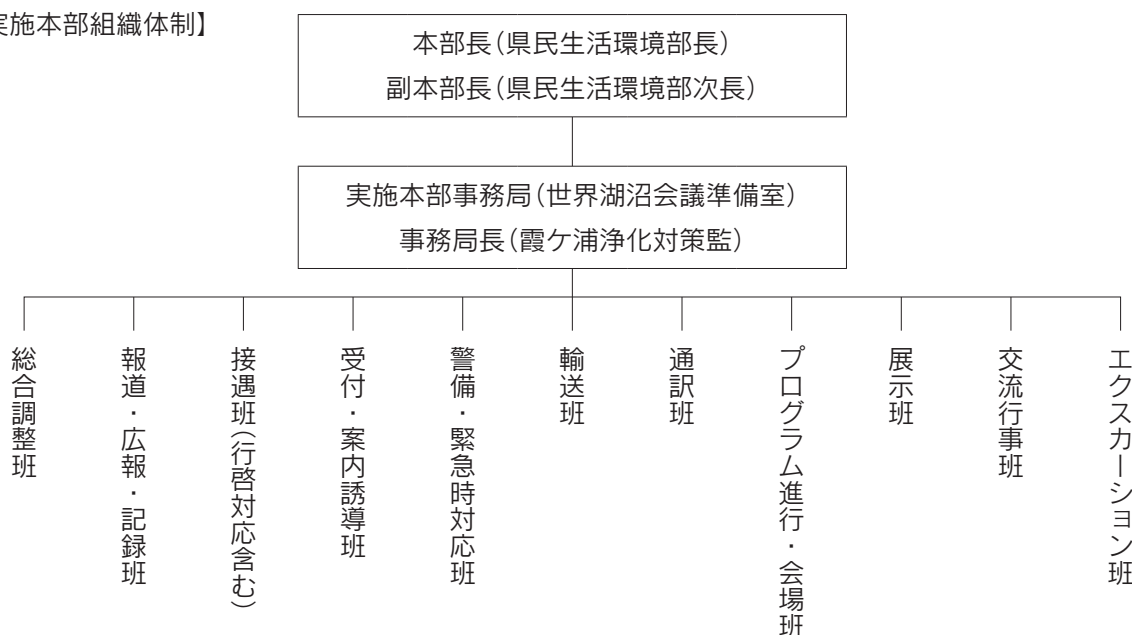 実施本部組織体制】
本部長（県民生活環境部長）
副本部長（県民生活環境部次長）
実施本部事務局（世界湖沼会議準備室）
事務局長（霞ケ浦浄化対策監）
総合調整班
報道・広報・記録班
接遇班（行啓対応含む）
受付・案内誘導班
警備・緊急時対応班
輸送班
通訳班
プログラム進行・会場班
展示班
交流行事班
エクスカーション班